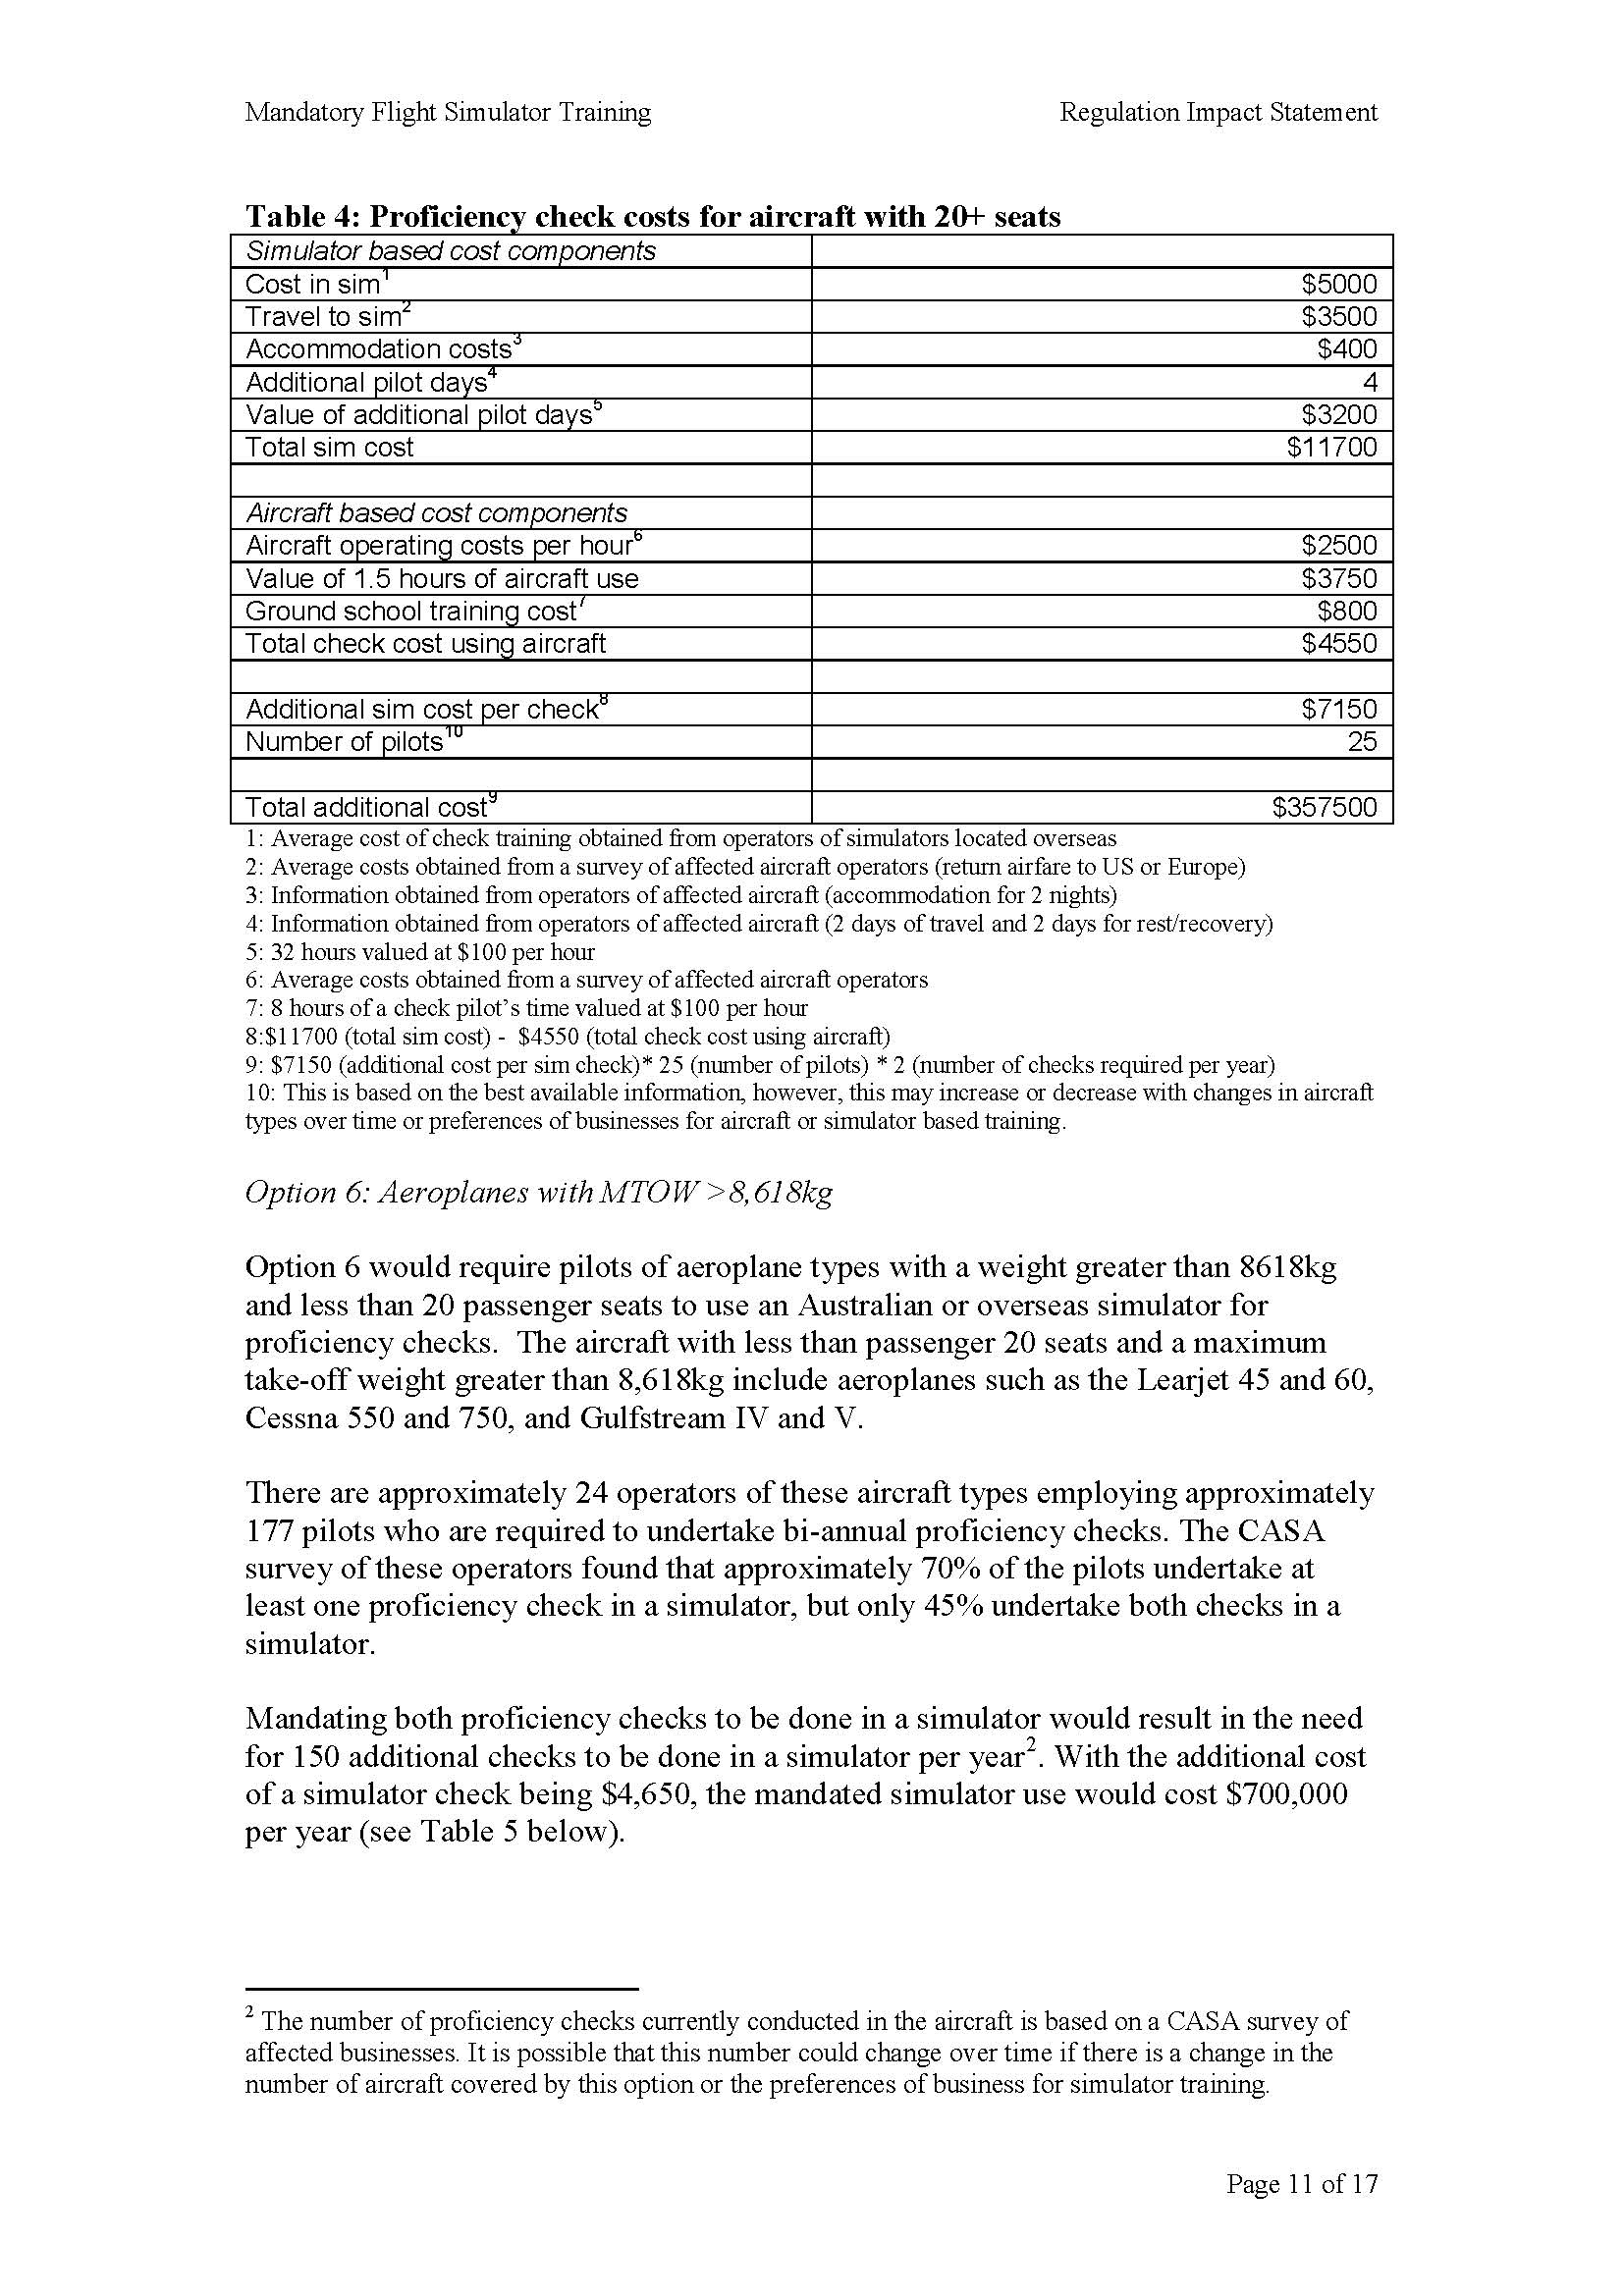 Mandatory Flight Simulator Training Regulation Impact Statement
Table 4: Proficiency check costs for aircraft with 20+ seats
Simulator based cost components
Cost in sim1 $5000
Travel to sim2 $3500
Accommodation costs3 $400
Additional pilot days4 4
Value of additional pilot days5 $3200
Total sim cost $11700
Aircraft based cost components
Aircraft operating costs per hour6 $2500
Value of 1.5 hours of aircraft use $3750
Ground school training cost7 $800
Total check cost using aircraft $4550
Additional sim cost per check8 $7150
Number of pilots10 25
Total additional cost9 $357500
1: Average cost of check training obtained from operators of simulators located overseas
2: Average costs obtained from a survey of affected aircraft operators (return airfare to US or Europe)
3: Information obtained from operators of affected aircraft (accommodation for 2 nights)
4: Information obtained from operators of affected aircraft (2 days of travel and 2 days for rest/recovery)
5: 32 hours valued at $100 per hour
6: Average costs obtained from a survey of affected aircraft operators
7: 8 hours of a check pilot’s time valued at $100 per hour
8:$11700 (total sim cost) - $4550 (total check cost using aircraft)
9: $7150 (additional cost per sim check)* 25 (number of pilots) * 2 (number of checks required per year)
10: This is based on the best available information, however, this may increase or decrease with changes in aircraft
types over time or preferences of businesses for aircraft or simulator based training.
Option 6: Aeroplanes with MTOW >8,618kg
Option 6 would require pilots of aeroplane types with a weight greater than 8618kg
and less than 20 passenger seats to use an Australian or overseas simulator for
proficiency checks. The aircraft with less than passenger 20 seats and a maximum
take-off weight greater than 8,618kg include aeroplanes such as the Learjet 45 and 60,
Cessna 550 and 750, and Gulfstream IV and V.
There are approximately 24 operators of these aircraft types employing approximately
177 pilots who are required to undertake bi-annual proficiency checks. The CASA
survey of these operators found that approximately 70% of the pilots undertake at
least one proficiency check in a simulator, but only 45% undertake both checks in a
simulator.
Mandating both proficiency checks to be done in a simulator would result in the need
for 150 additional checks to be done in a simulator per year2. With the additional cost
of a simulator check being $4,650, the mandated simulator use would cost $700,000
per year (see Table 5 below).
2 The number of proficiency checks currently conducted in the aircraft is based on a CASA survey of
affected businesses. It is possible that this number could change over time if there is a change in the
number of aircraft covered by this option or the preferences of business for simulator training.
Page 11 of 17